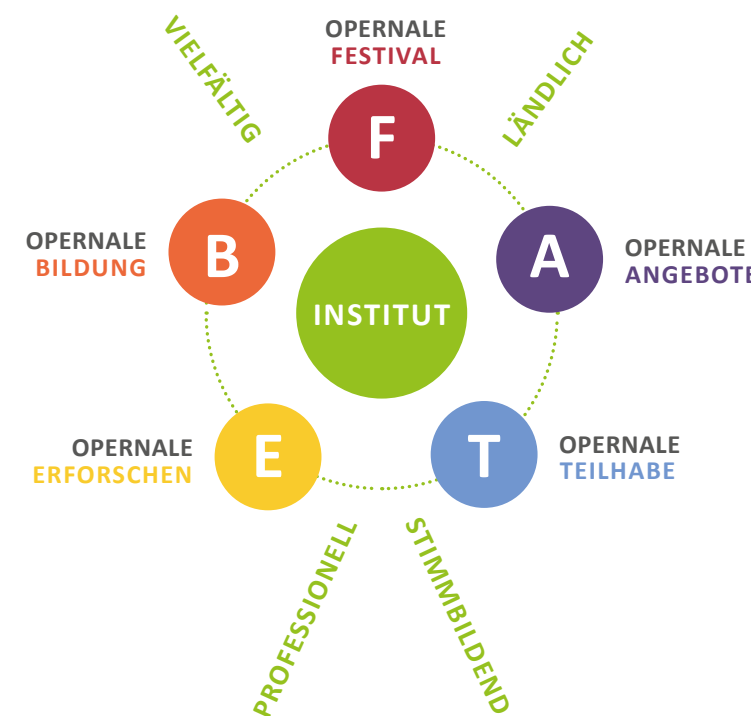 OPERNALE
FESTIVAL
VIELFÄLTIG
LÄNDLICH
F
OPERNALE
BILDUNG
B
A
OPERNALE
ANGEBOTE
INSTITUT
OPERNALE
ERFORSCHEN
E
T
OPERNALE
TEILHABE
PROFESSIONELL
STIMMBILDEND